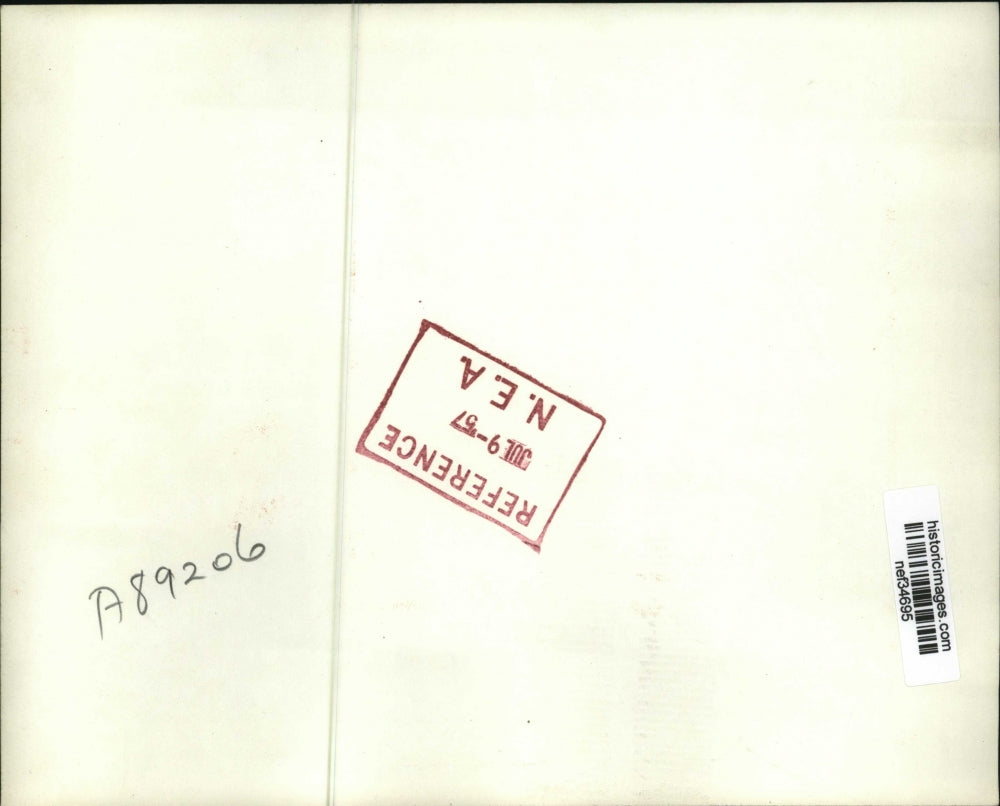 REFERENCE
JUL 9-'57
N. E. A.
A89206
historicimages.com
nef34695